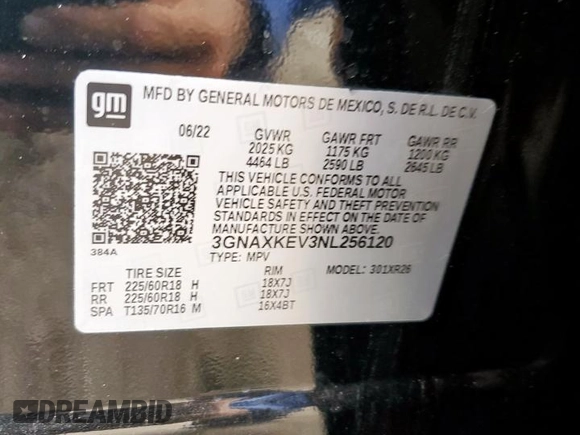 gm
MFD BY GENERAL MOTORS DE MEXICO, S. DE R.L. DE C.V.
06/22 GVWR GAWR FRT GAWR RR
2025 KG 1175 KG 1200 KG
4464 LB 2590 LB 2645 LB
THIS VEHICLE CONFORMS TO ALL
APPLICABLE U.S. FEDERAL MOTOR
VEHICLE SAFETY AND THEFT PREVENTION
STANDARDS IN EFFECT ON THE DATE OF
MANUFACTURE SHOWN ABOVE.
384A
3GNAXKEV3NL256120
TYPE: MPV MODEL: 301XR26
TIRE SIZE RIM
FRT 225/60R18 H 18X7J
RR 225/60R18 H 18X7J
SPA T135/70R16 M 16X4BT
DREAMBID